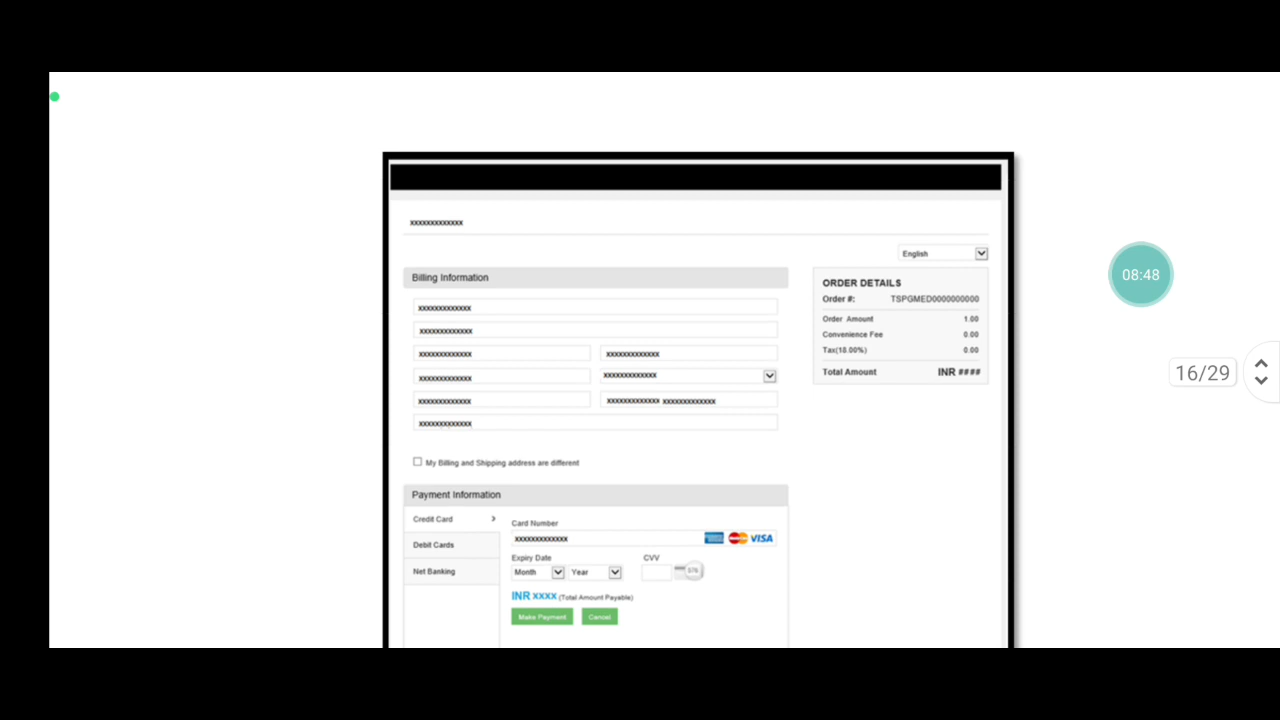 xxxxxxxxxxxxx
English
Billing Information
xxxxxxxxxxxxx
xxxxxxxxxxxxx
xxxxxxxxxxxxx xxxxxxxxxxxxx
xxxxxxxxxxxxx xxxxxxxxxxxxx
xxxxxxxxxxxxx xxxxxxxxxxxxx xxxxxxxxxxxxx
xxxxxxxxxxxxx
My Billing and Shipping address are different
ORDER DETAILS
Order #: TSPGMED0000000000
Order Amount 1.00
Convenience Fee 0.00
Tax(18.00%) 0.00
Total Amount INR ####
Payment Information
Credit Card
Debit Cards
Net Banking
Card Number
xxxxxxxxxxxxx VISA
Expiry Date CVV
Month Year
INR xxxx (Total Amount Payable)
Make Payment Cancel
08:48
16/29